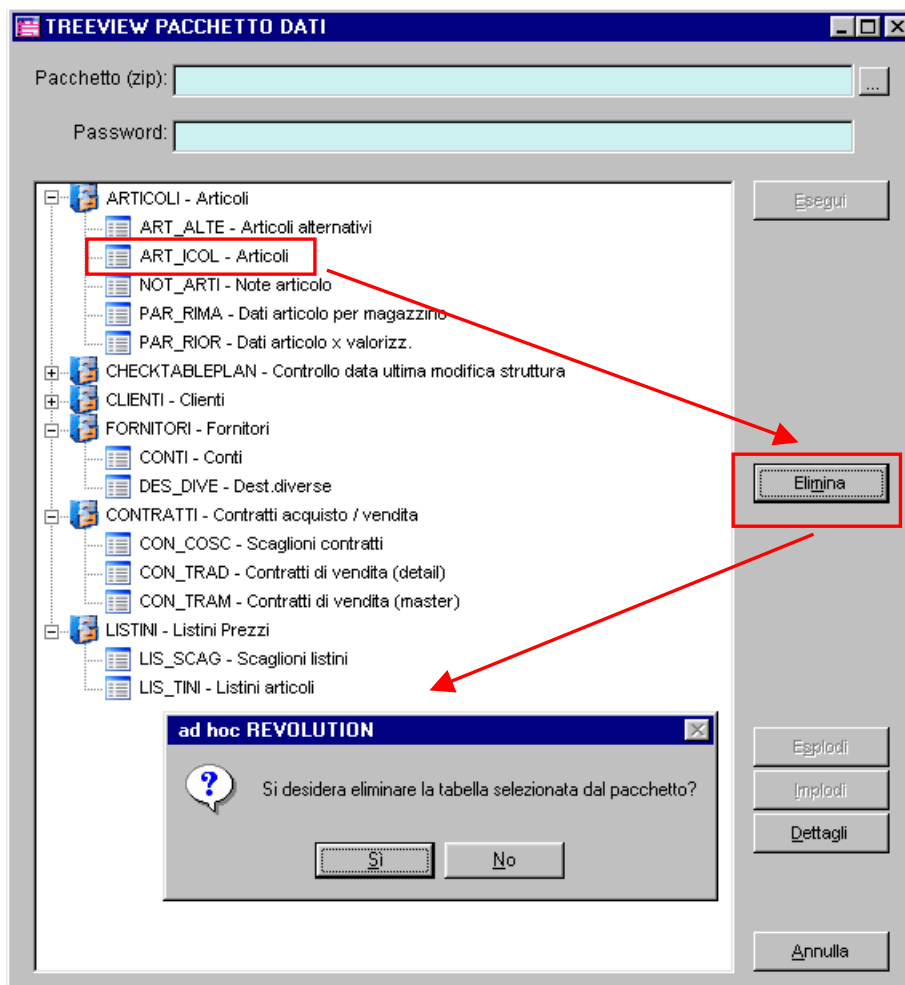 TREEVIEW PACCHETTO DATI
Pacchetto (zip):
...
Password:
ARTICOLI - Articoli
Esegui
ART_ALTE - Articoli alternativi
ART_ICOL - Articoli
NOT_ARTI - Note articolo
PAR_RIMA - Dati articolo per magazzino
PAR_RIOR - Dati articolo x valorizz.
CHECKTABLEPLAN - Controllo data ultima modifica struttura
CLIENTI - Clienti
FORNITORI - Fornitori
CONTI - Conti
DES_DIVE - Dest.diverse
Elimina
CONTRATTI - Contratti acquisto / vendita
CON_COSC - Scaglioni contratti
CON_TRAD - Contratti di vendita (detail)
CON_TRAM - Contratti di vendita (master)
LISTINI - Listini Prezzi
LIS_SCAG - Scaglioni listini
LIS_TINI - Listini articoli
ad hoc REVOLUTION
Si desidera eliminare la tabella selezionata dal pacchetto?
Sì
No
Esplodi
Implodi
Dettagli
Annulla